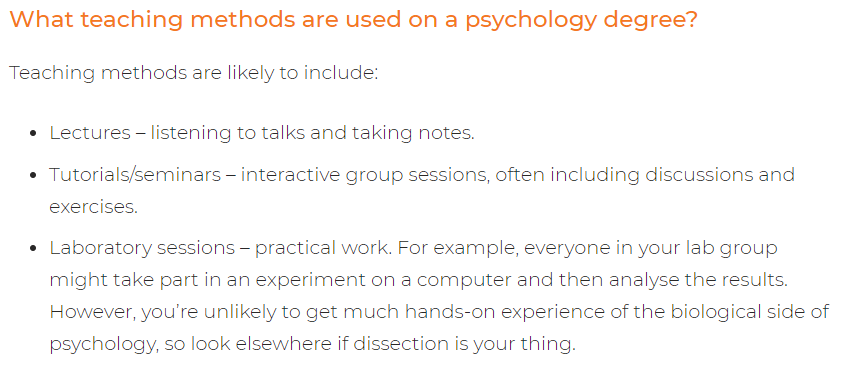 What teaching methods are used on a psychology degree?
Teaching methods are likely to include:
• Lectures – listening to talks and taking notes.
• Tutorials/seminars – interactive group sessions, often including discussions and
exercises.
• Laboratory sessions – practical work. For example, everyone in your lab group
might take part in an experiment on a computer and then analyse the results.
However, you’re unlikely to get much hands-on experience of the biological side of
psychology, so look elsewhere if dissection is your thing.